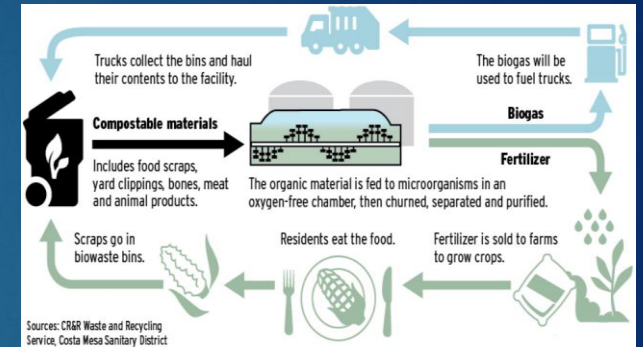 Trucks collect the bins and haul
their contents to the facility.
The biogas will be
used to fuel trucks.
Compostable materials
Biogas
Fertilizer
Includes food scraps,
yard clippings, bones, meat
and animal products.
The organic material is fed to microorganisms in an
oxygen-free chamber, then churned, separated and purified.
Scraps go in
biowaste bins.
Residents eat the food.
Fertilizer is sold to farms
to grow crops.
Sources: CR&R Waste and Recycling
Service, Costa Mesa Sanitary District